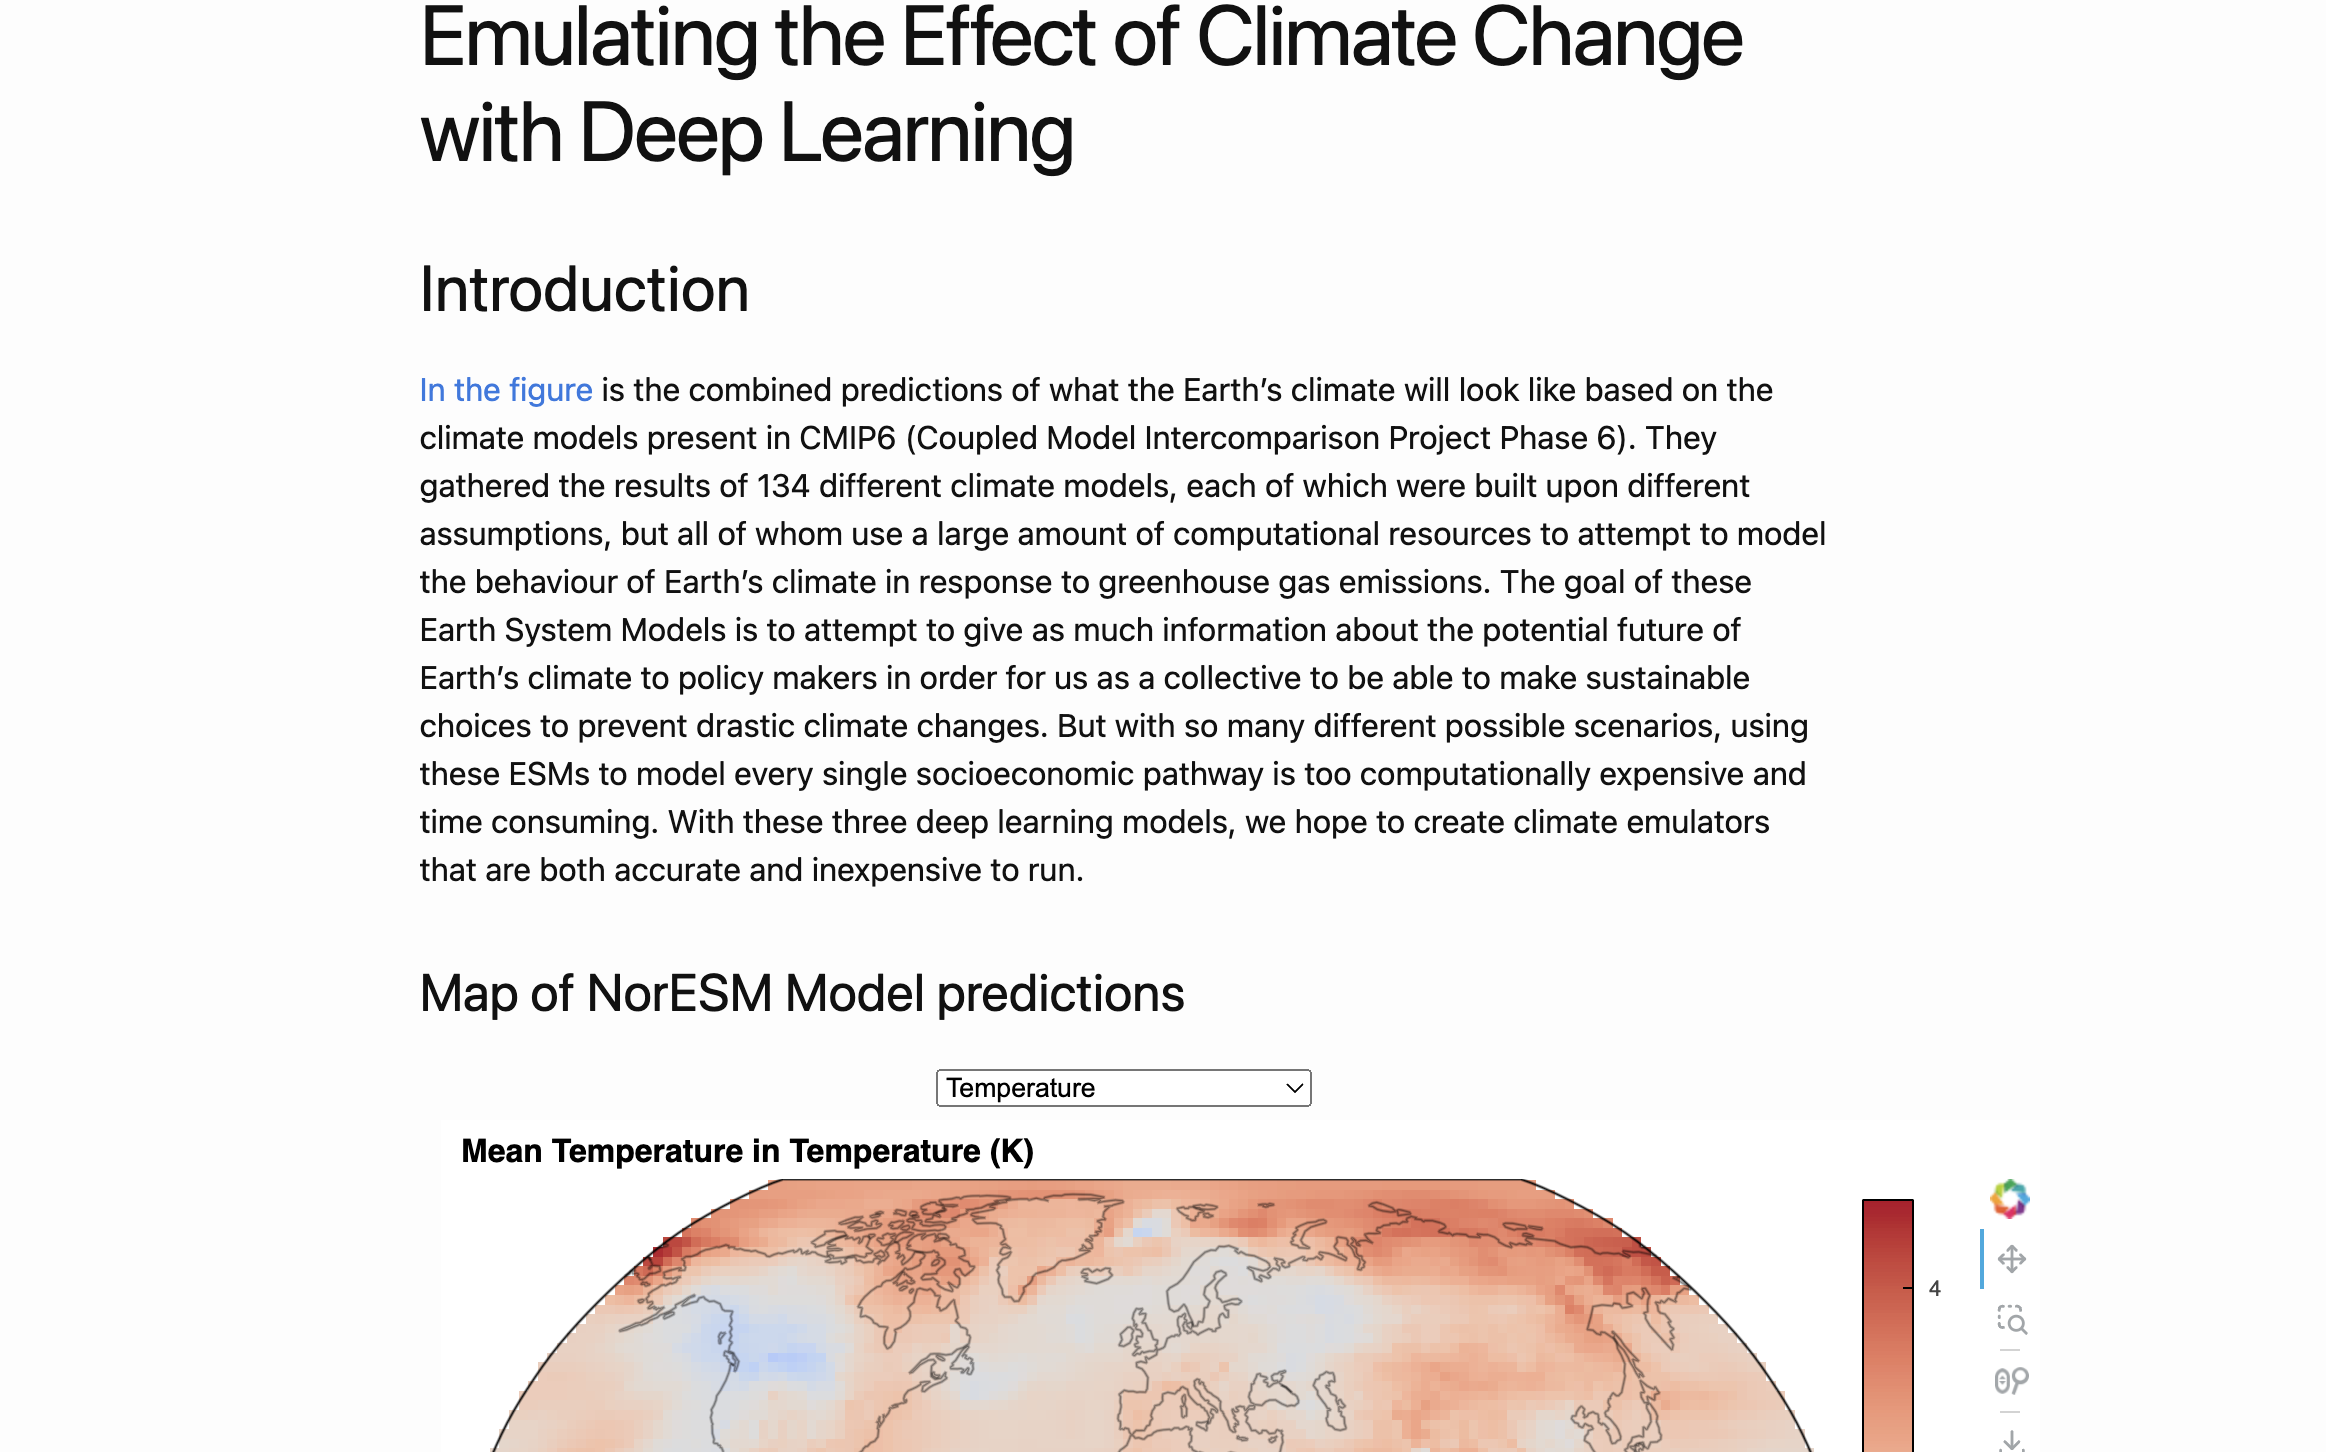 Emulating the Effect of Climate Change
with Deep Learning
Introduction
In the figure is the combined predictions of what the Earth’s climate will look like based on the
climate models present in CMIP6 (Coupled Model Intercomparison Project Phase 6). They
gathered the results of 134 different climate models, each of which were built upon different
assumptions, but all of whom use a large amount of computational resources to attempt to model
the behaviour of Earth’s climate in response to greenhouse gas emissions. The goal of these
Earth System Models is to attempt to give as much information about the potential future of
Earth’s climate to policy makers in order for us as a collective to be able to make sustainable
choices to prevent drastic climate changes. But with so many different possible scenarios, using
these ESMs to model every single socioeconomic pathway is too computationally expensive and
time consuming. With these three deep learning models, we hope to create climate emulators
that are both accurate and inexpensive to run.
Map of NorESM Model predictions
Temperature
Mean Temperature in Temperature (K)
4